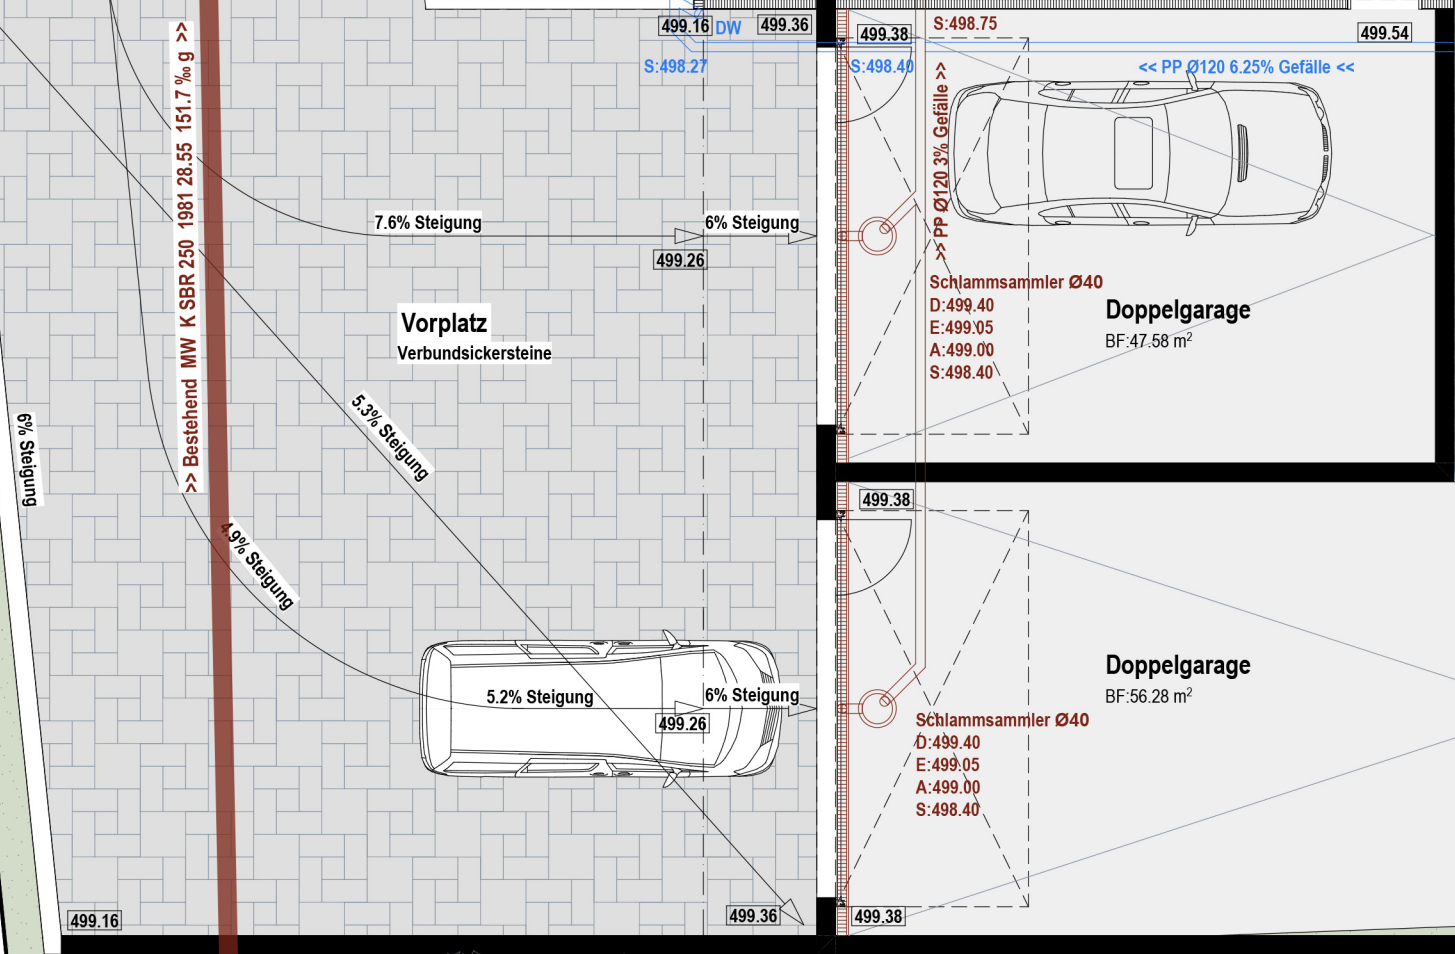 499.16
DW
499.36
499.38
S:498.75
499.54
S:498.27
S:498.40
<< PP Ø120 6.25% Gefälle <<
>> Bestehend MW K SBR 250 1981 28.55 151.7 ‰ g >>
>> PP Ø120 3% Gefälle >>
7.6% Steigung
6% Steigung
499.26
Schlammsammler Ø40
D:499.40
E:499.05
A:499.00
S:498.40
Doppelgarage
BF:47.58 m²
Vorplatz
Verbundsickersteine
5.3% Steigung
6% Steigung
4.9% Steigung
499.38
5.2% Steigung
6% Steigung
499.26
Doppelgarage
BF:56.28 m²
Schlammsammler Ø40
D:499.40
E:499.05
A:499.00
S:498.40
499.16
499.36
499.38